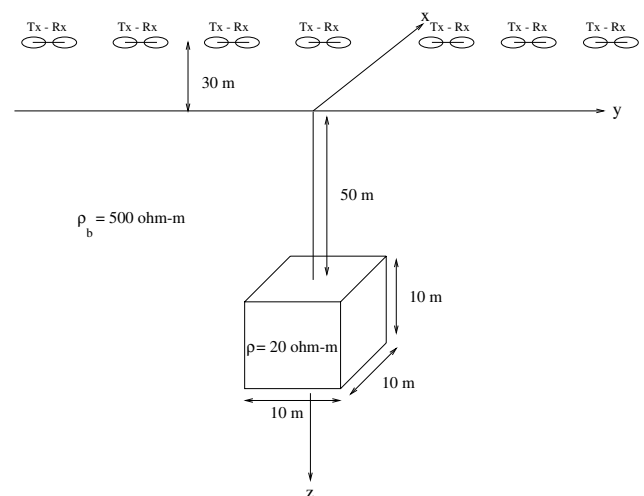 Tx - Rx Tx - Rx Tx - Rx Tx - Rx Tx - Rx Tx - Rx Tx - Rx
x
30 m
y
50 m
ρb = 500 ohm-m
10 m
ρ= 20 ohm-m
10 m
10 m
z